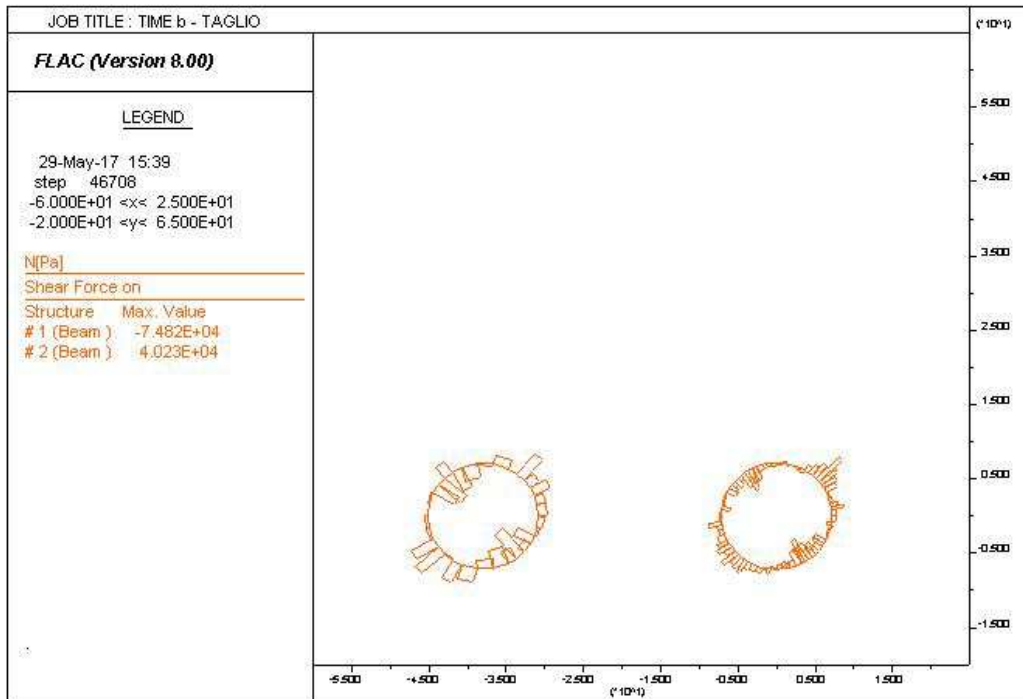 JOB TITLE : TIME b - TAGLIO
(*10^1)
FLAC (Version 8.00)
LEGEND
29-May-17 15:39
step 46708
-6.000E+01 <x< 2.500E+01
-2.000E+01 <y< 6.500E+01
N[Pa]
Shear Force on
Structure Max. Value
# 1 (Beam ) -7.482E+04
# 2 (Beam ) 4.023E+04
5.500
4.500
3.500
2.500
1.500
0.500
-0.500
-1.500
-5.500 -4.500 -3.500 -2.500 -1.500 -0.500 0.500 1.500
(*10^1)